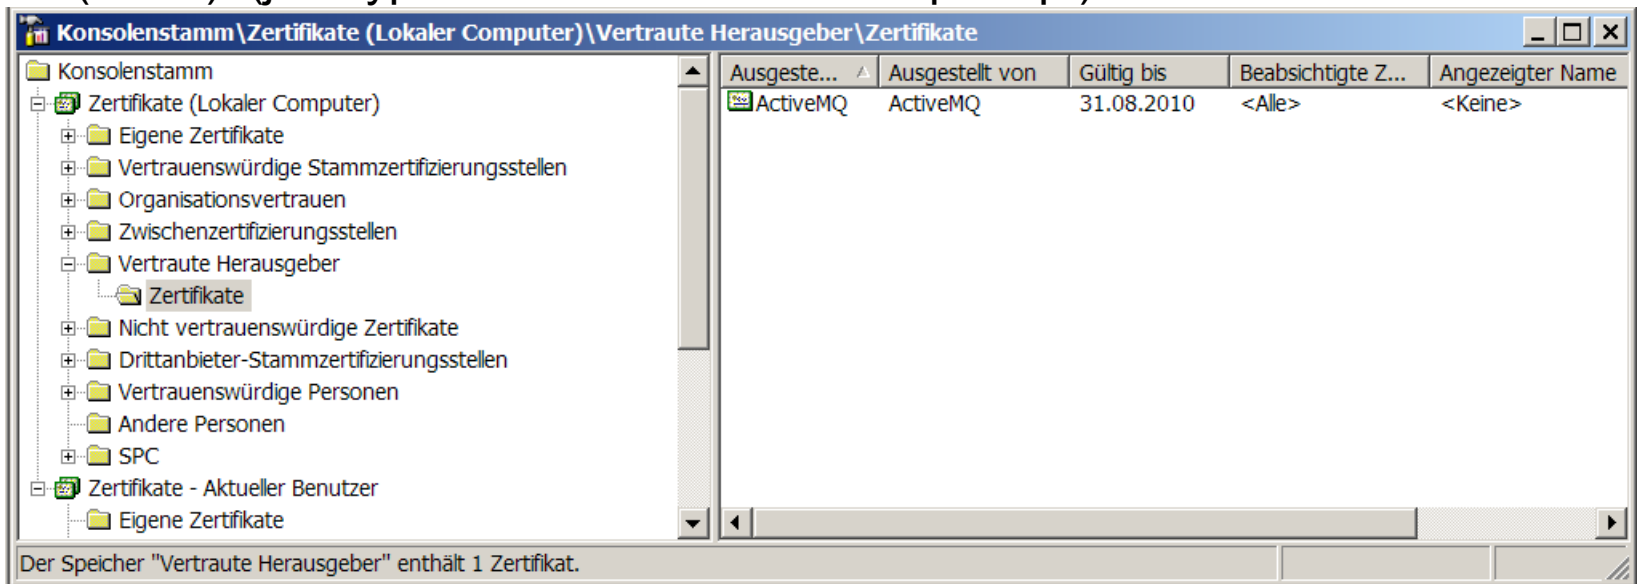 Konsolenstamm\Zertifikate (Lokaler Computer)\Vertraute Herausgeber\Zertifikate
Konsolenstamm
Zertifikate (Lokaler Computer)
Eigene Zertifikate
Vertrauenswürdige Stammzertifizierungsstellen
Organisationsvertrauen
Zwischenzertifizierungsstellen
Vertraute Herausgeber
Zertifikate
Nicht vertrauenswürdige Zertifikate
Drittanbieter-Stammzertifizierungsstellen
Vertrauenswürdige Personen
Andere Personen
SPC
Zertifikate - Aktueller Benutzer
Eigene Zertifikate
Ausgeste... Ausgestellt von Gültig bis Beabsichtigte Z... Angezeigter Name
ActiveMQ ActiveMQ 31.08.2010 <Alle> <Keine>
Der Speicher "Vertraute Herausgeber" enthält 1 Zertifikat.